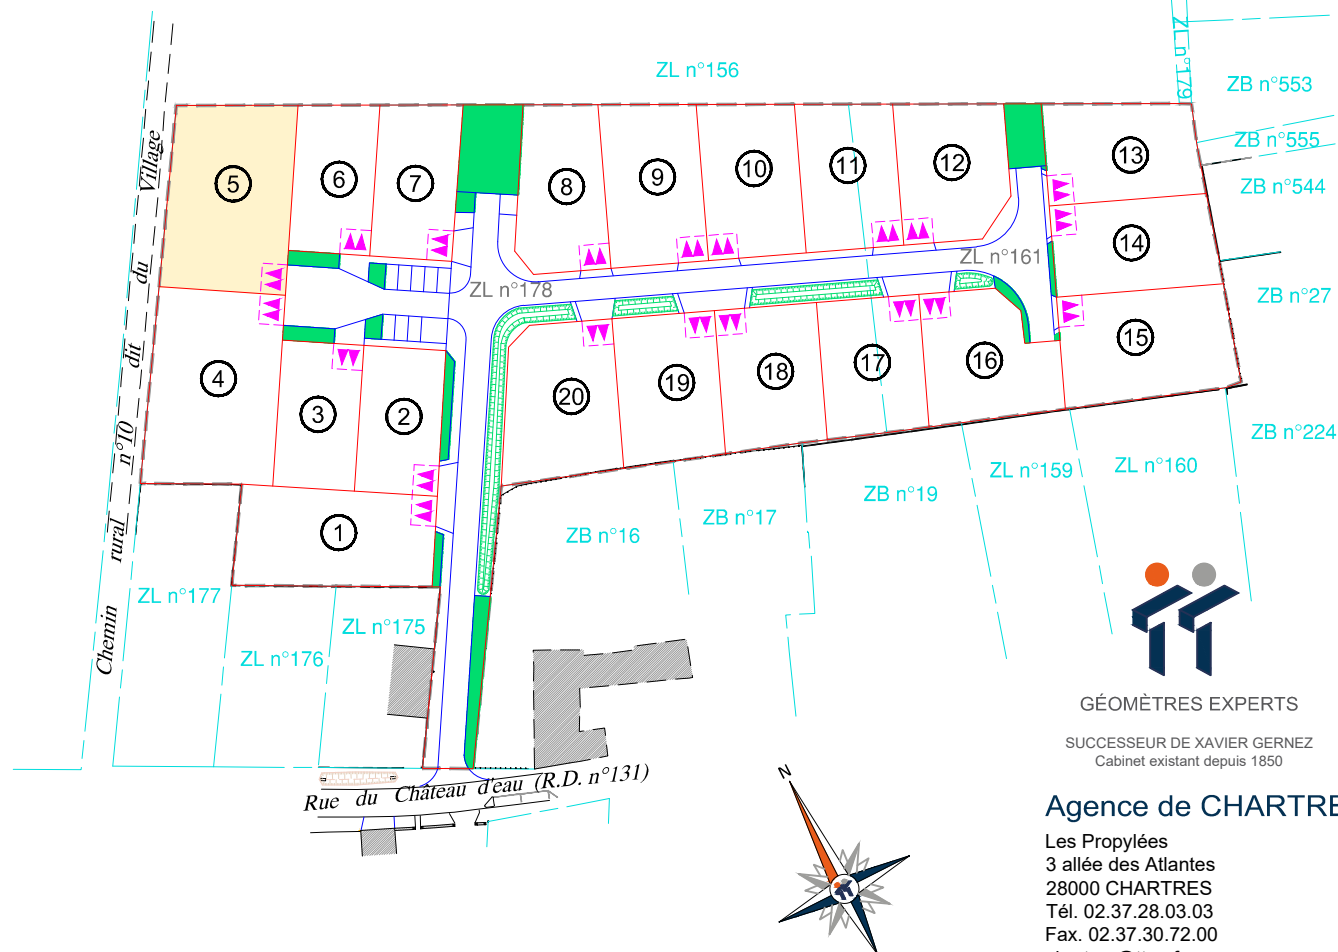 ZL n°156
ZL n°179
ZB n°553
ZB n°555
ZB n°544
ZB n°27
ZB n°224
Chemin rural n°10 dit du Village
5
6
7
8
9
10
11
12
13
14
15
4
3
2
1
20
19
18
17
16
ZL n°178
ZL n°161
ZL n°177
ZL n°176
ZL n°175
ZB n°16
ZB n°17
ZB n°19
ZL n°159
ZL n°160
Rue du Château d'eau (R.D. n°131)
N
GÉOMÈTRES EXPERTS
SUCCESSEUR DE XAVIER GERNEZ
Cabinet existant depuis 1850
Agence de CHARTRE
Les Propylées
3 allée des Atlantes
28000 CHARTRES
Tél. 02.37.28.03.03
Fax. 02.37.30.72.00